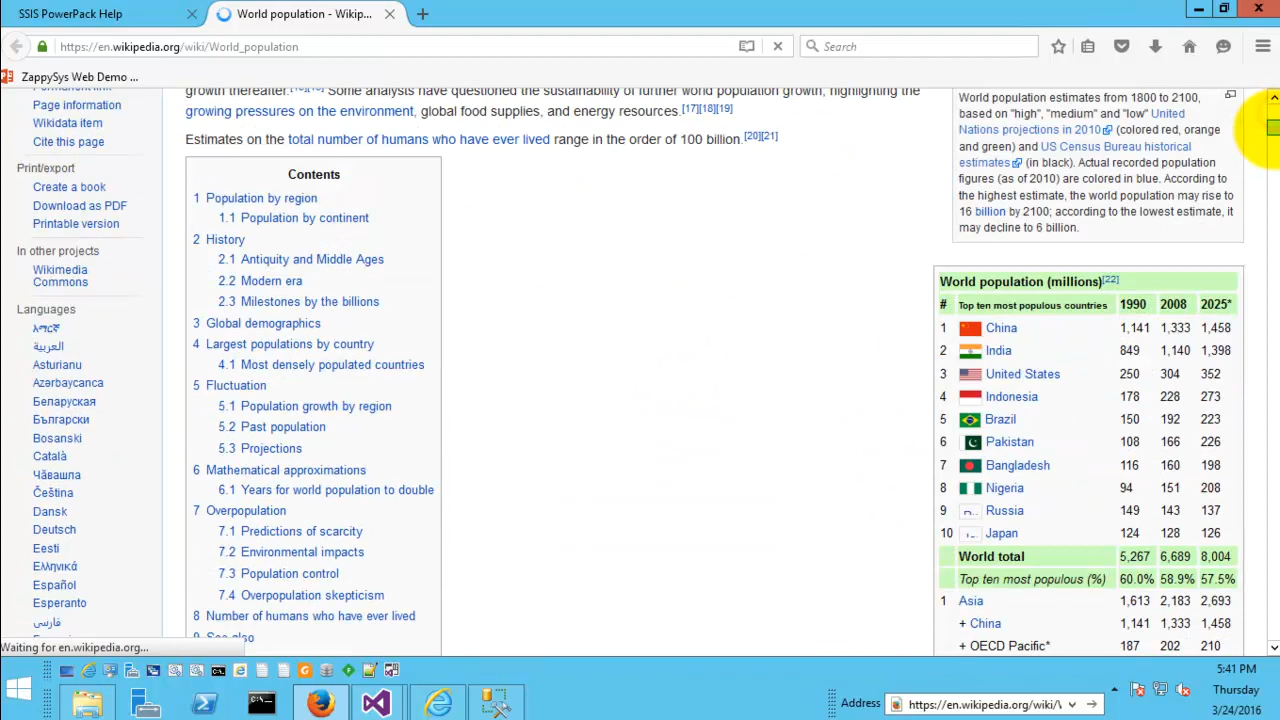 SSIS PowerPack Help
World population - Wikip...
https://en.wikipedia.org/wiki/World_population
Search
ZappySys Web Demo ...
Page information
Wikidata item
Cite this page
Print/export
Create a book
Download as PDF
Printable version
In other projects
Wikimedia
Commons
Languages
አማርኛ
العربية
Asturianu
Azərbaycanca
Беларуская
Български
Bosanski
Català
Чӑвашла
Čeština
Dansk
Deutsch
Eesti
Ελληνικά
Español
Esperanto
فارسی
growth thereafter. Some analysts have questioned the sustainability of further world population growth, highlighting the
growing pressures on the environment, global food supplies, and energy resources.[17][18][19]
Estimates on the total number of humans who have ever lived range in the order of 100 billion.[20][21]
Contents
1 Population by region
1.1 Population by continent
2 History
2.1 Antiquity and Middle Ages
2.2 Modern era
2.3 Milestones by the billions
3 Global demographics
4 Largest populations by country
4.1 Most densely populated countries
5 Fluctuation
5.1 Population growth by region
5.2 Past population
5.3 Projections
6 Mathematical approximations
6.1 Years for world population to double
7 Overpopulation
7.1 Predictions of scarcity
7.2 Environmental impacts
7.3 Population control
7.4 Overpopulation skepticism
8 Number of humans who have ever lived
9 See also
World population estimates from 1800 to 2100,
based on "high", "medium" and "low" United
Nations projections in 2010 (colored red, orange
and green) and US Census Bureau historical
estimates (in black). Actual recorded population
figures (as of 2010) are colored in blue. According to
the highest estimate, the world population may rise to
16 billion by 2100; according to the lowest estimate, it
may decline to 6 billion.
World population (millions)[22]
# Top ten most populous countries 1990 2008 2025*
1 China 1,141 1,333 1,458
2 India 849 1,140 1,398
3 United States 250 304 352
4 Indonesia 178 228 273
5 Brazil 150 192 223
6 Pakistan 108 166 226
7 Bangladesh 116 160 198
8 Nigeria 94 151 208
9 Russia 149 143 137
10 Japan 124 128 126
World total 5,267 6,689 8,004
Top ten most populous (%) 60.0% 58.9% 57.5%
1 Asia 1,613 2,183 2,693
+ China 1,141 1,333 1,458
+ OECD Pacific* 187 202 210
Waiting for en.wikipedia.org...
Address https://en.wikipedia.org/wiki/
5:41 PM
Thursday
3/24/2016